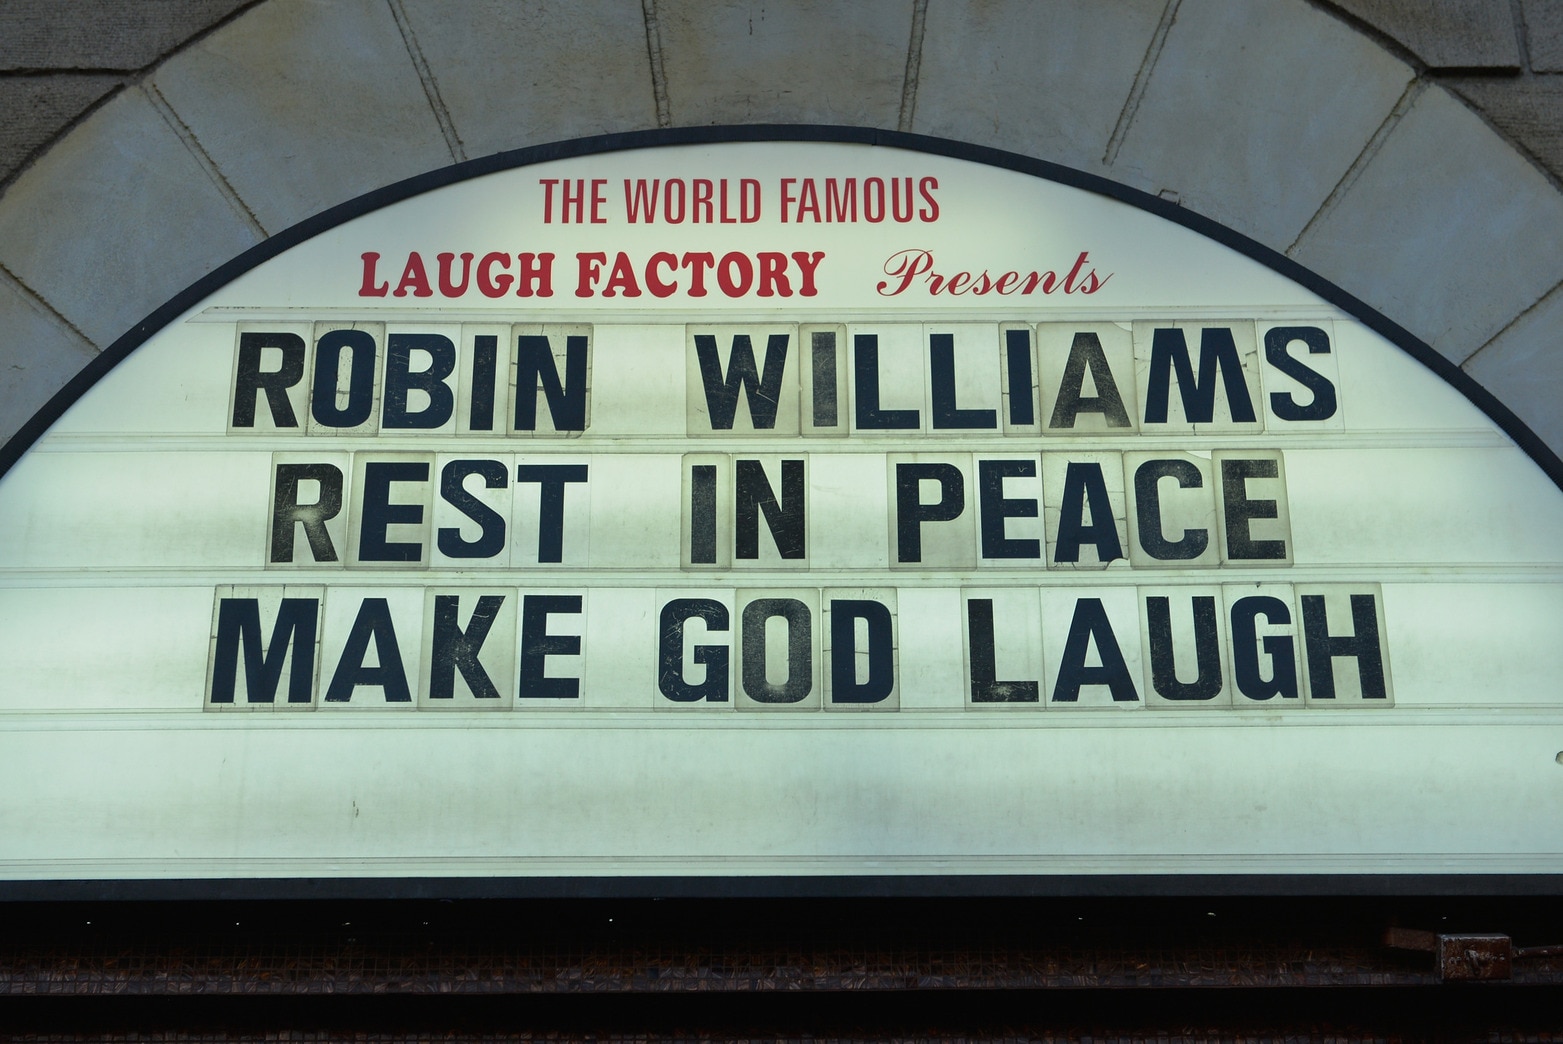 THE WORLD FAMOUS
LAUGH FACTORY Presents
ROBIN WILLIAMS
REST IN PEACE
MAKE GOD LAUGH